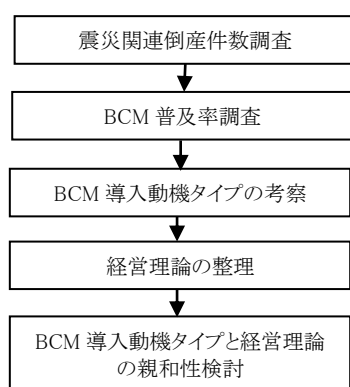 震災関連倒産件数調査
BCM 普及率調査
BCM 導入動機タイプの考察
経営理論の整理
BCM 導入動機タイプと経営理論
の親和性検討